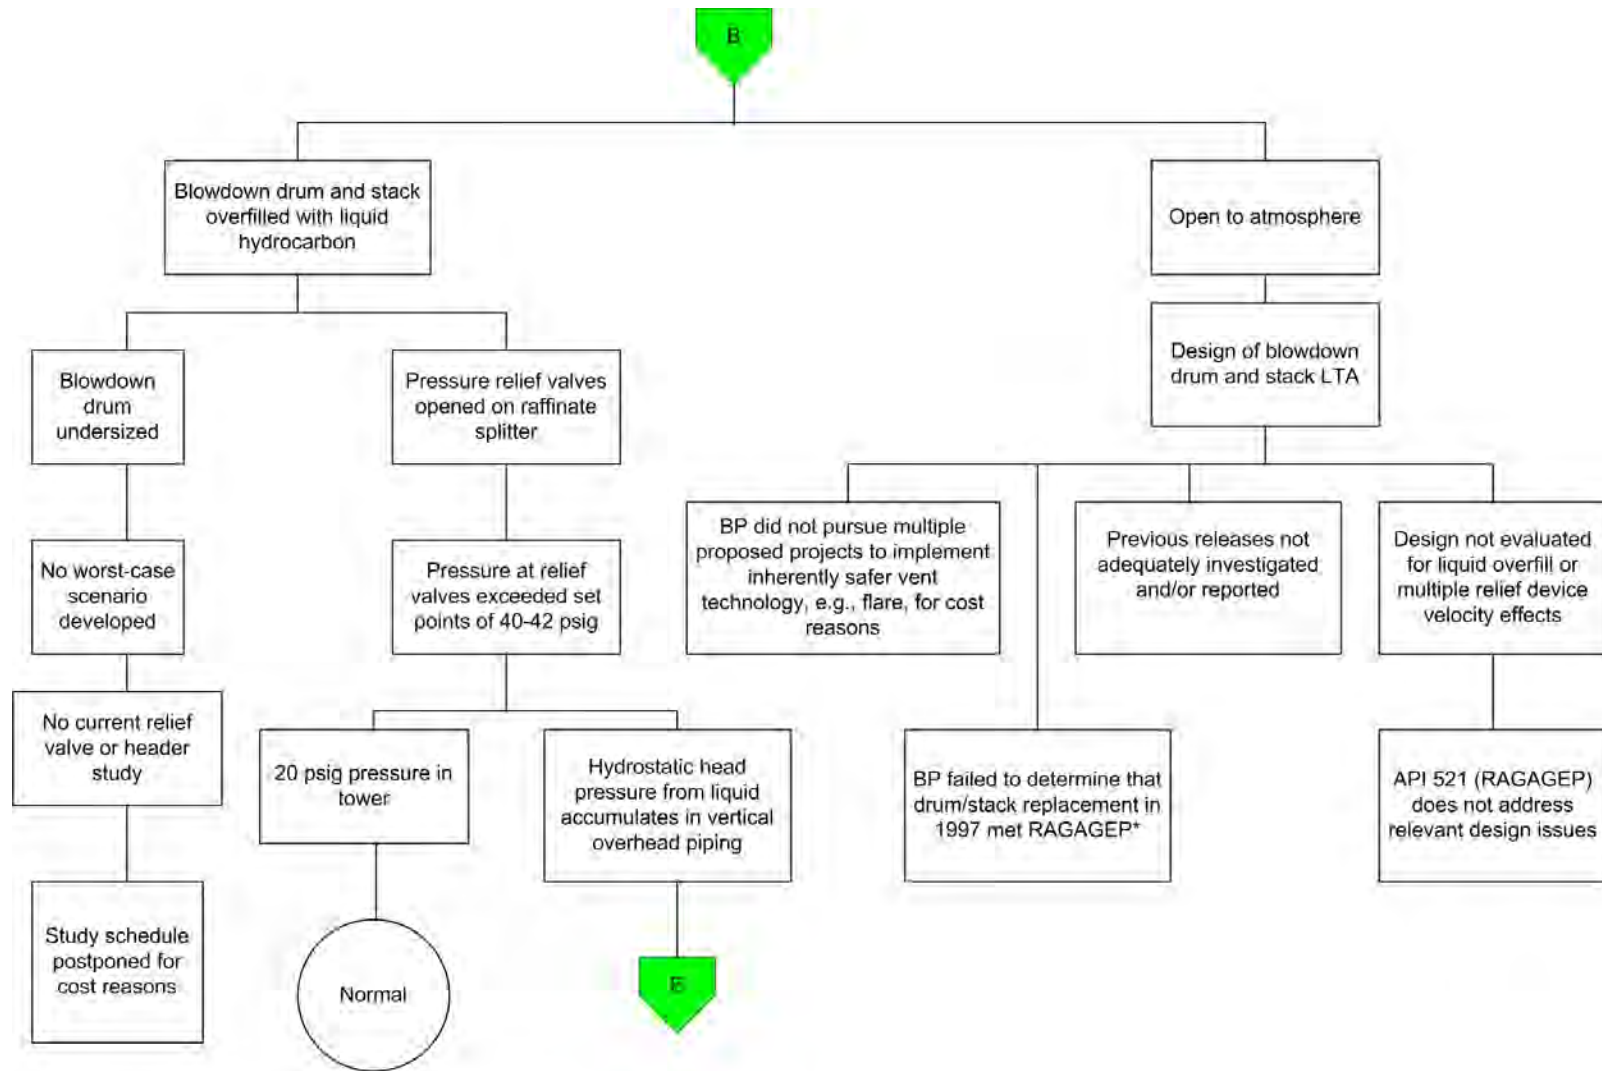 B
Blowdown drum and stack
overfilled with liquid
hydrocarbon
Open to atmosphere
Blowdown
drum
undersized
Pressure relief valves
opened on raffinate
splitter
Design of blowdown
drum and stack LTA
No worst-case
scenario
developed
Pressure at relief
valves exceeded set
points of 40-42 psig
BP did not pursue multiple
proposed projects to implement
inherently safer vent
technology, e.g., flare, for cost
reasons
Previous releases not
adequately investigated
and/or reported
Design not evaluated
for liquid overfill or
multiple relief device
velocity effects
No current relief
valve or header
study
20 psig pressure in
tower
Hydrostatic head
pressure from liquid
accumulates in vertical
overhead piping
BP failed to determine that
drum/stack replacement in
1997 met RAGAGEP*
API 521 (RAGAGEP)
does not address
relevant design issues
Study schedule
postponed for
cost reasons
Normal
E